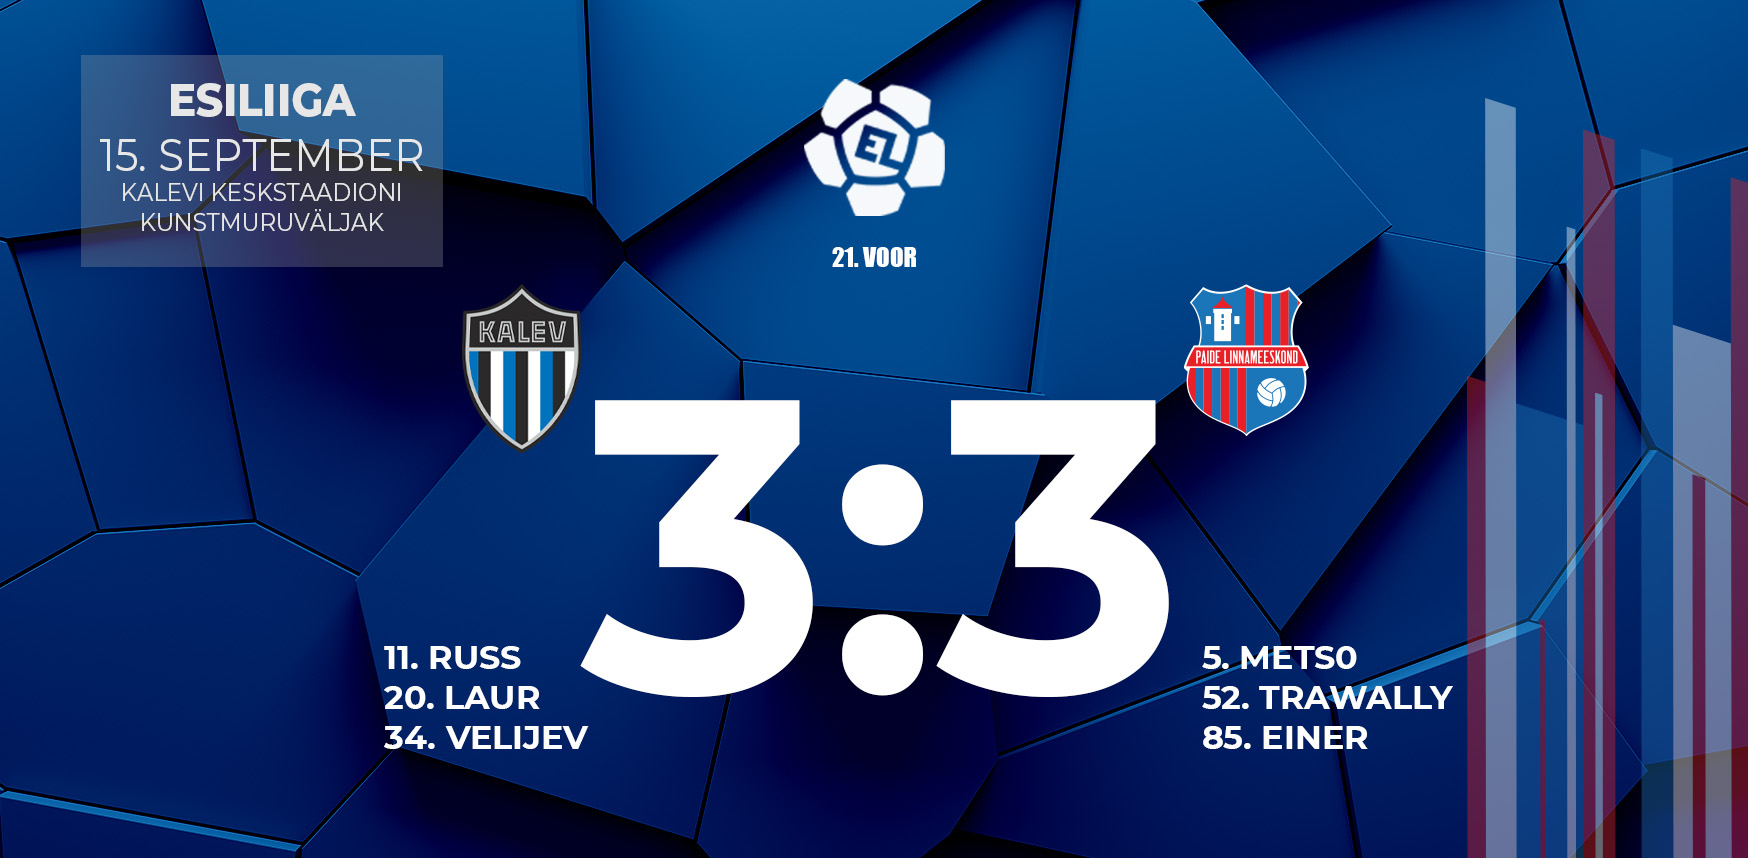 ESILIIGA
15. SEPTEMBER
KALEVI KESKSTAADIONI
KUNSTMURUVÄLJAK
EL
21. VOOR
KALEV
PAIDE LINNAMEESKOND
3:3
11. RUSS
20. LAUR
34. VELIJEV
5. METS0
52. TRAWALLY
85. EINER